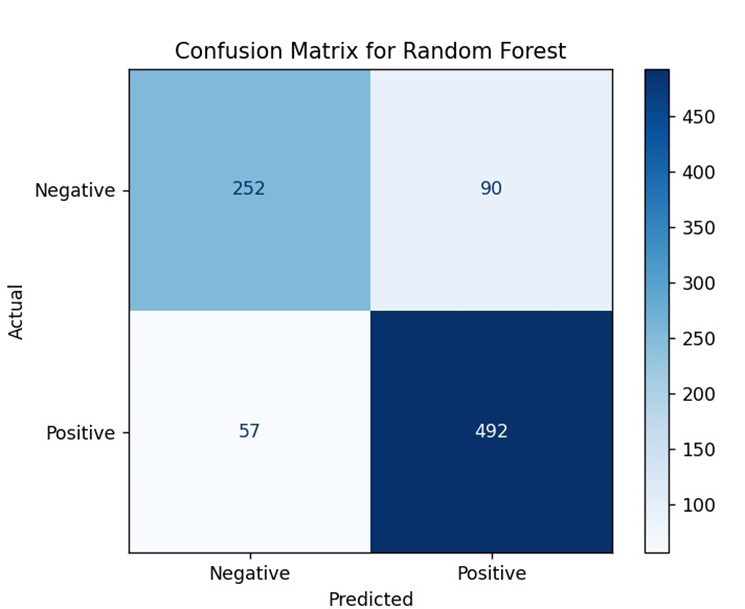 Confusion Matrix for Random Forest
Actual
Negative
252
90
Positive
57
492
Negative
Positive
Predicted
450
400
350
300
250
200
150
100